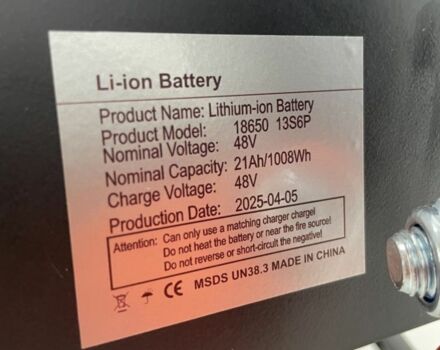 Li-ion Battery
Product Name: Lithium-ion Battery
Product Model: 18650 13S6P
Nominal Voltage: 48V
Nominal Capacity: 21Ah/1008Wh
Charge Voltage: 48V
Production Date: 2025-04-05
Attention: Can only use a matching charger charge!
Do not heat the battery or near the fire source!
Do not reverse or short-circuit the negative!
CE MSDS UN38.3 MADE IN CHINA